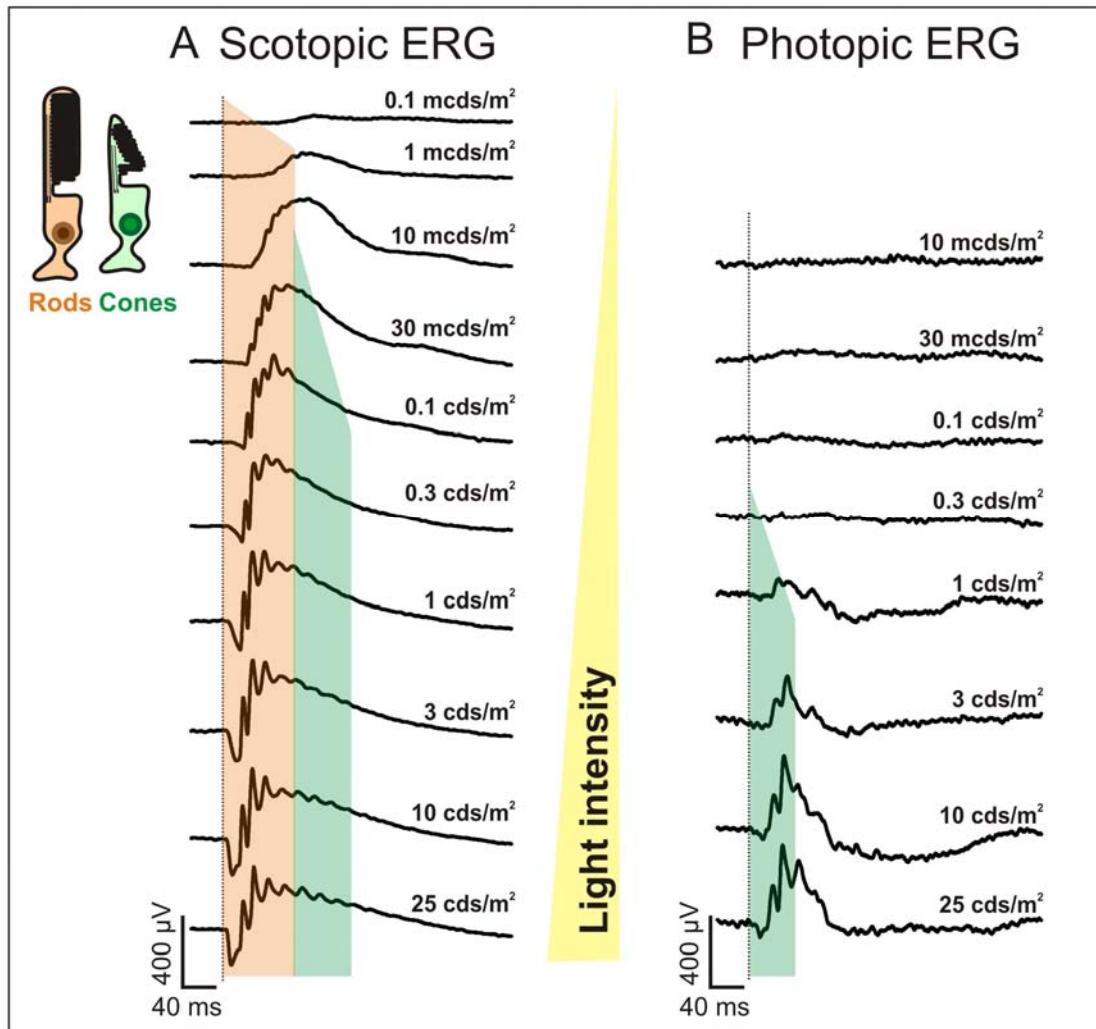 A Scotopic ERG
B Photopic ERG
Rods Cones
0.1 mcds/m²
1 mcds/m²
10 mcds/m²
30 mcds/m²
0.1 cds/m²
0.3 cds/m²
1 cds/m²
3 cds/m²
10 cds/m²
25 cds/m²
400 µV
40 ms
Light intensity
10 mcds/m²
30 mcds/m²
0.1 cds/m²
0.3 cds/m²
1 cds/m²
3 cds/m²
10 cds/m²
25 cds/m²
400 µV
40 ms